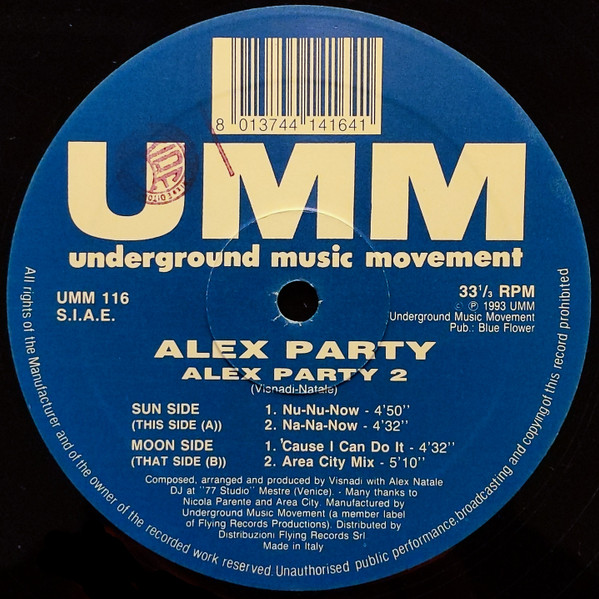 8 013744 141641
UMM
underground music movement
UMM 116
S.I.A.E.
33¹/₃ RPM
℗ 1993 UMM
Underground Music Movement
Pub.: Blue Flower
ALEX PARTY
ALEX PARTY 2
(Visnadi-Natale)
SUN SIDE 1. Nu-Nu-Now - 4'50''
(THIS SIDE (A)) 2. Na-Na-Now - 4'32''
MOON SIDE 1. 'Cause I Can Do It - 4'32''
(THAT SIDE (B)) 2. Area City Mix - 5'10''
Composed, arranged and produced by Visnadi with Alex Natale
DJ at ''77 Studio'' Mestre (Venice). - Many thanks to
Nicola Parente and Area City. Manufactured by
Underground Music Movement (a member label
of Flying Records Productions). Distributed by
Distribuzioni Flying Records Srl
Made in Italy
All rights of the Manufacturer and of the owner of the recorded work reserved. Unauthorised public performance, broadcasting and copying of this record prohibited